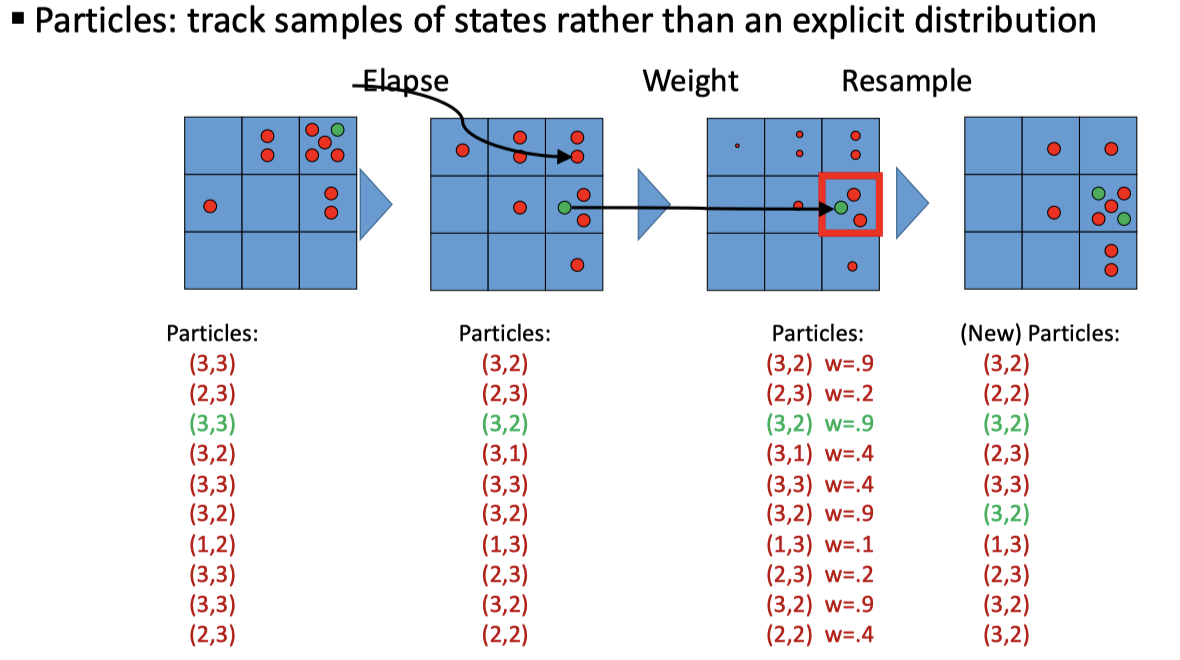 ▪ Particles: track samples of states rather than an explicit distribution
Elapse Weight Resample
Particles:
(3,3)
(2,3)
(3,3)
(3,2)
(3,3)
(3,2)
(1,2)
(3,3)
(3,3)
(2,3)
Particles:
(3,2)
(2,3)
(3,2)
(3,1)
(3,3)
(3,2)
(1,3)
(2,3)
(3,2)
(2,2)
Particles:
(3,2) w=.9
(2,3) w=.2
(3,2) w=.9
(3,1) w=.4
(3,3) w=.4
(3,2) w=.9
(1,3) w=.1
(2,3) w=.2
(3,2) w=.9
(2,2) w=.4
(New) Particles:
(3,2)
(2,2)
(3,2)
(2,3)
(3,3)
(3,2)
(1,3)
(2,3)
(3,2)
(3,2)